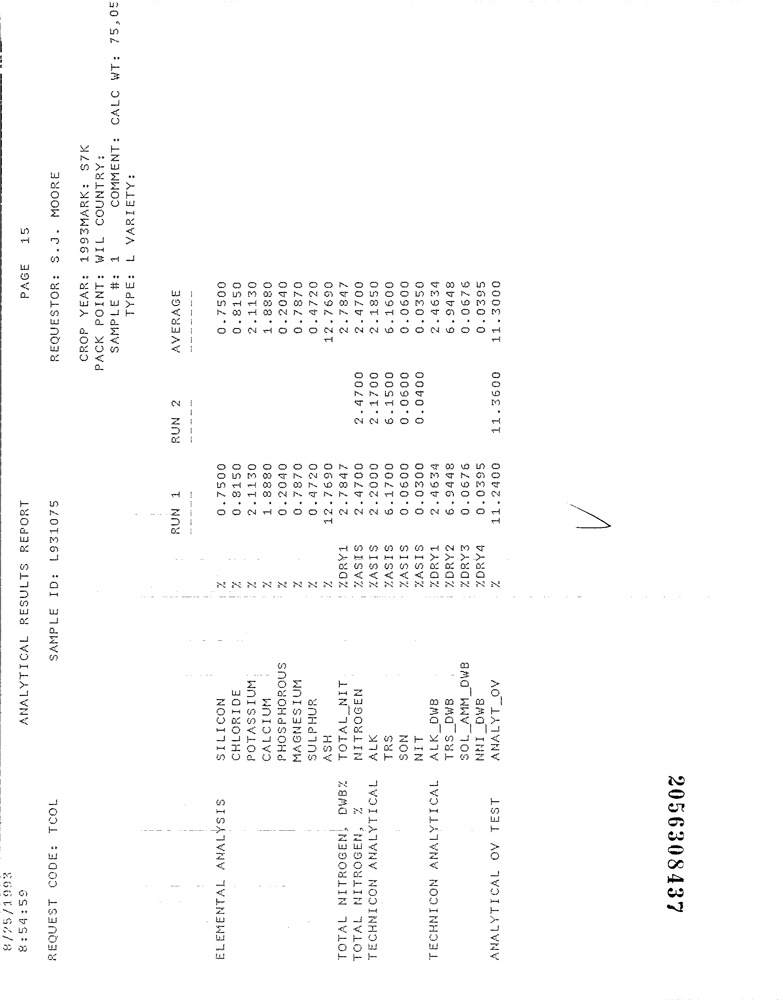 8/25/1993 ANALYTICAL RESULTS REPORT PAGE 15
8:54:59
REQUEST CODE: TCOL SAMPLE ID: L931075 REQUESTOR: S.J. MOORE
CROP YEAR: 1993MARK: S7K
PACK POINT: WIL COUNTRY:
SAMPLE #: 1 COMMENT: CALC WT: 75,05
TYPE: L VARIETY:
RUN 1 RUN 2 AVERAGE
ELEMENTAL ANALYSIS SILICON % 0.7500 0.7500
CHLORIDE % 0.8150 0.8150
POTASSIUM % 2.1130 2.1130
CALCIUM % 1.8880 1.8880
PHOSPHOROUS % 0.2040 0.2040
MAGNESIUM % 0.7870 0.7870
SULPHUR % 0.4720 0.4720
ASH % 12.7690 12.7690
TOTAL NITROGEN, DWB% TOTAL_NIT %DRY1 2.7847 2.7847
TOTAL NITROGEN, % NITROGEN %ASIS 2.4700 2.4700 2.4700
TECHNICON ANALYTICAL ALK %ASIS 2.2000 2.1700 2.1850
TRS %ASIS 6.1700 6.1500 6.1600
SON %ASIS 0.0600 0.0600 0.0600
NIT %ASIS 0.0300 0.0400 0.0350
TECHNICON ANALYTICAL ALK_DWB %DRY1 2.4634 2.4634
TRS_DWB %DRY2 6.9448 6.9448
SOL_AMM_DWB %DRY3 0.0676 0.0676
NNI_DWB %DRY4 0.0395 0.0395
ANALYTICAL OV TEST ANALYT_OV % 11.2400 11.3600 11.3000
2056308437